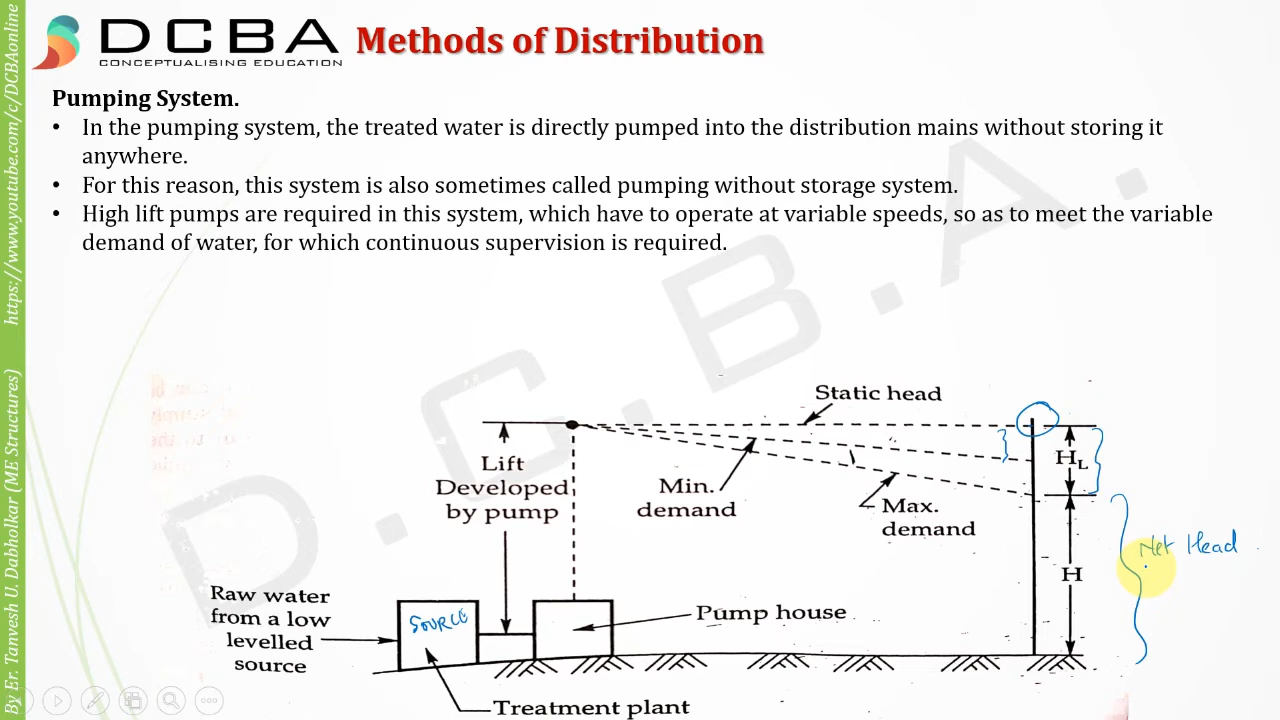 DCBA
CONCEPTUALISING EDUCATION
Methods of Distribution
Pumping System.
• In the pumping system, the treated water is directly pumped into the distribution mains without storing it
anywhere.
• For this reason, this system is also sometimes called pumping without storage system.
• High lift pumps are required in this system, which have to operate at variable speeds, so as to meet the variable
demand of water, for which continuous supervision is required.
Static head
Lift
Developed
by pump
Min.
demand
Max.
demand
HL
H
Net Head
Raw water
from a low
levelled
source
SOURCE
Pump house
Treatment plant
By Er. Tanvesh U. Dabholkar (ME Structures) https://www.youtube.com/c/DCBAonline
D.C.B.A.